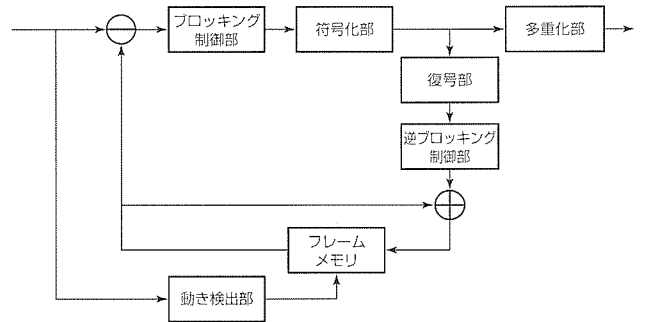 ブロッキング
制御部
符号化部
多重化部
復号部
逆ブロッキング
制御部
フレーム
メモリ
動き検出部